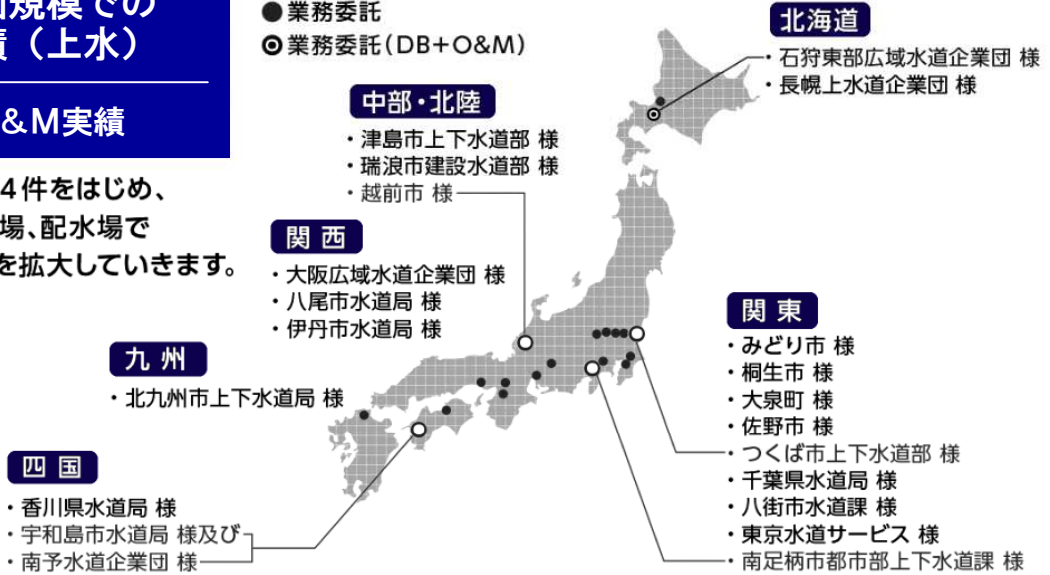 規模での
（上水）
&M実績
4件をはじめ、
場、配水場で
を拡大していきます。
●業務委託
◎業務委託(DB+O&M)
北海道
・石狩東部広域水道企業団 様
・長幌上水道企業団 様
中部・北陸
・津島市上下水道部 様
・瑞浪市建設水道部 様
・越前市 様
関西
・大阪広域水道企業団 様
・八尾市水道局 様
・伊丹市水道局 様
九州
・北九州市上下水道局 様
四国
・香川県水道局 様
・宇和島市水道局 様及び
・南予水道企業団 様
関東
・みどり市 様
・桐生市 様
・大泉町 様
・佐野市 様
・つくば市上下水道部 様
・千葉県水道局 様
・八街市水道課 様
・東京水道サービス 様
・南足柄市都市部上下水道課 様